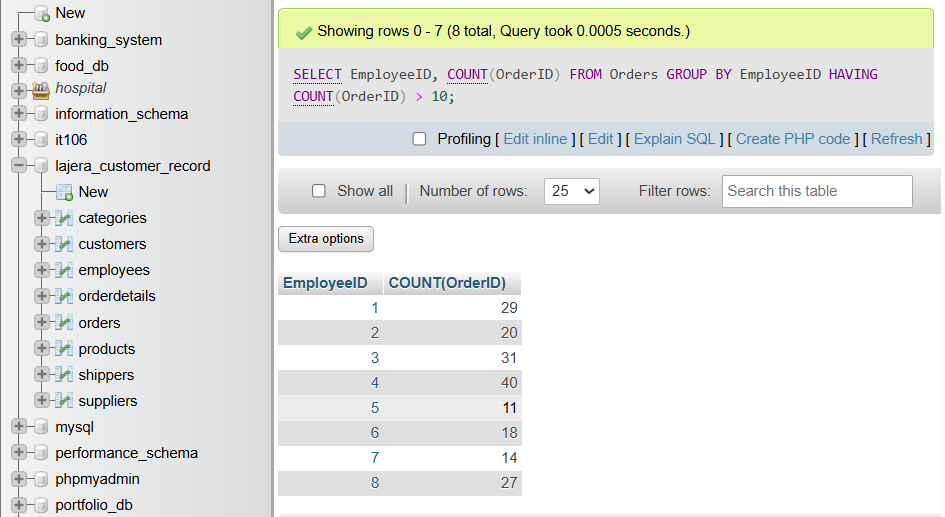 New
banking_system
food_db
hospital
information_schema
it106
lajera_customer_record
New
categories
customers
employees
orderdetails
orders
products
shippers
suppliers
mysql
performance_schema
phpmyadmin
portfolio_db
Showing rows 0 - 7 (8 total, Query took 0.0005 seconds.)
SELECT EmployeeID, COUNT(OrderID) FROM Orders GROUP BY EmployeeID HAVING
COUNT(OrderID) > 10;
Profiling [ Edit inline ] [ Edit ] [ Explain SQL ] [ Create PHP code ] [ Refresh ]
Show all | Number of rows: 25 Filter rows: Search this table
Extra options
EmployeeID COUNT(OrderID)
1 29
2 20
3 31
4 40
5 11
6 18
7 14
8 27